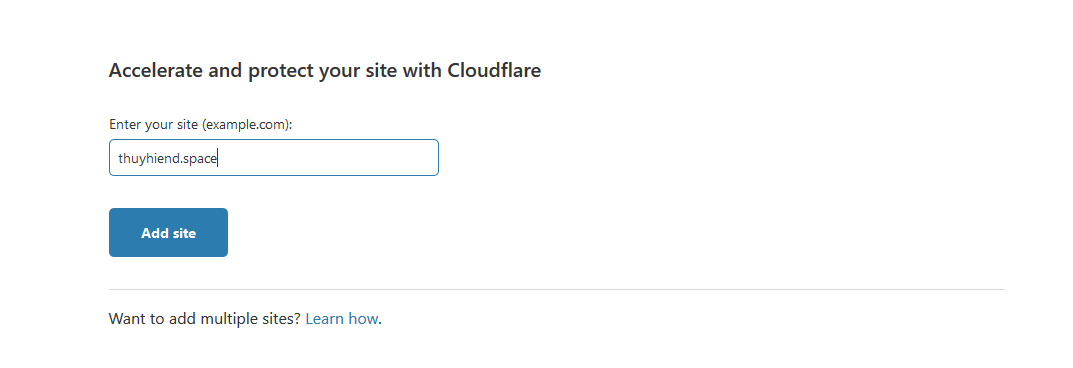 Accelerate and protect your site with Cloudflare
Enter your site (example.com):
thuyhiend.space
Add site
Want to add multiple sites? Learn how.